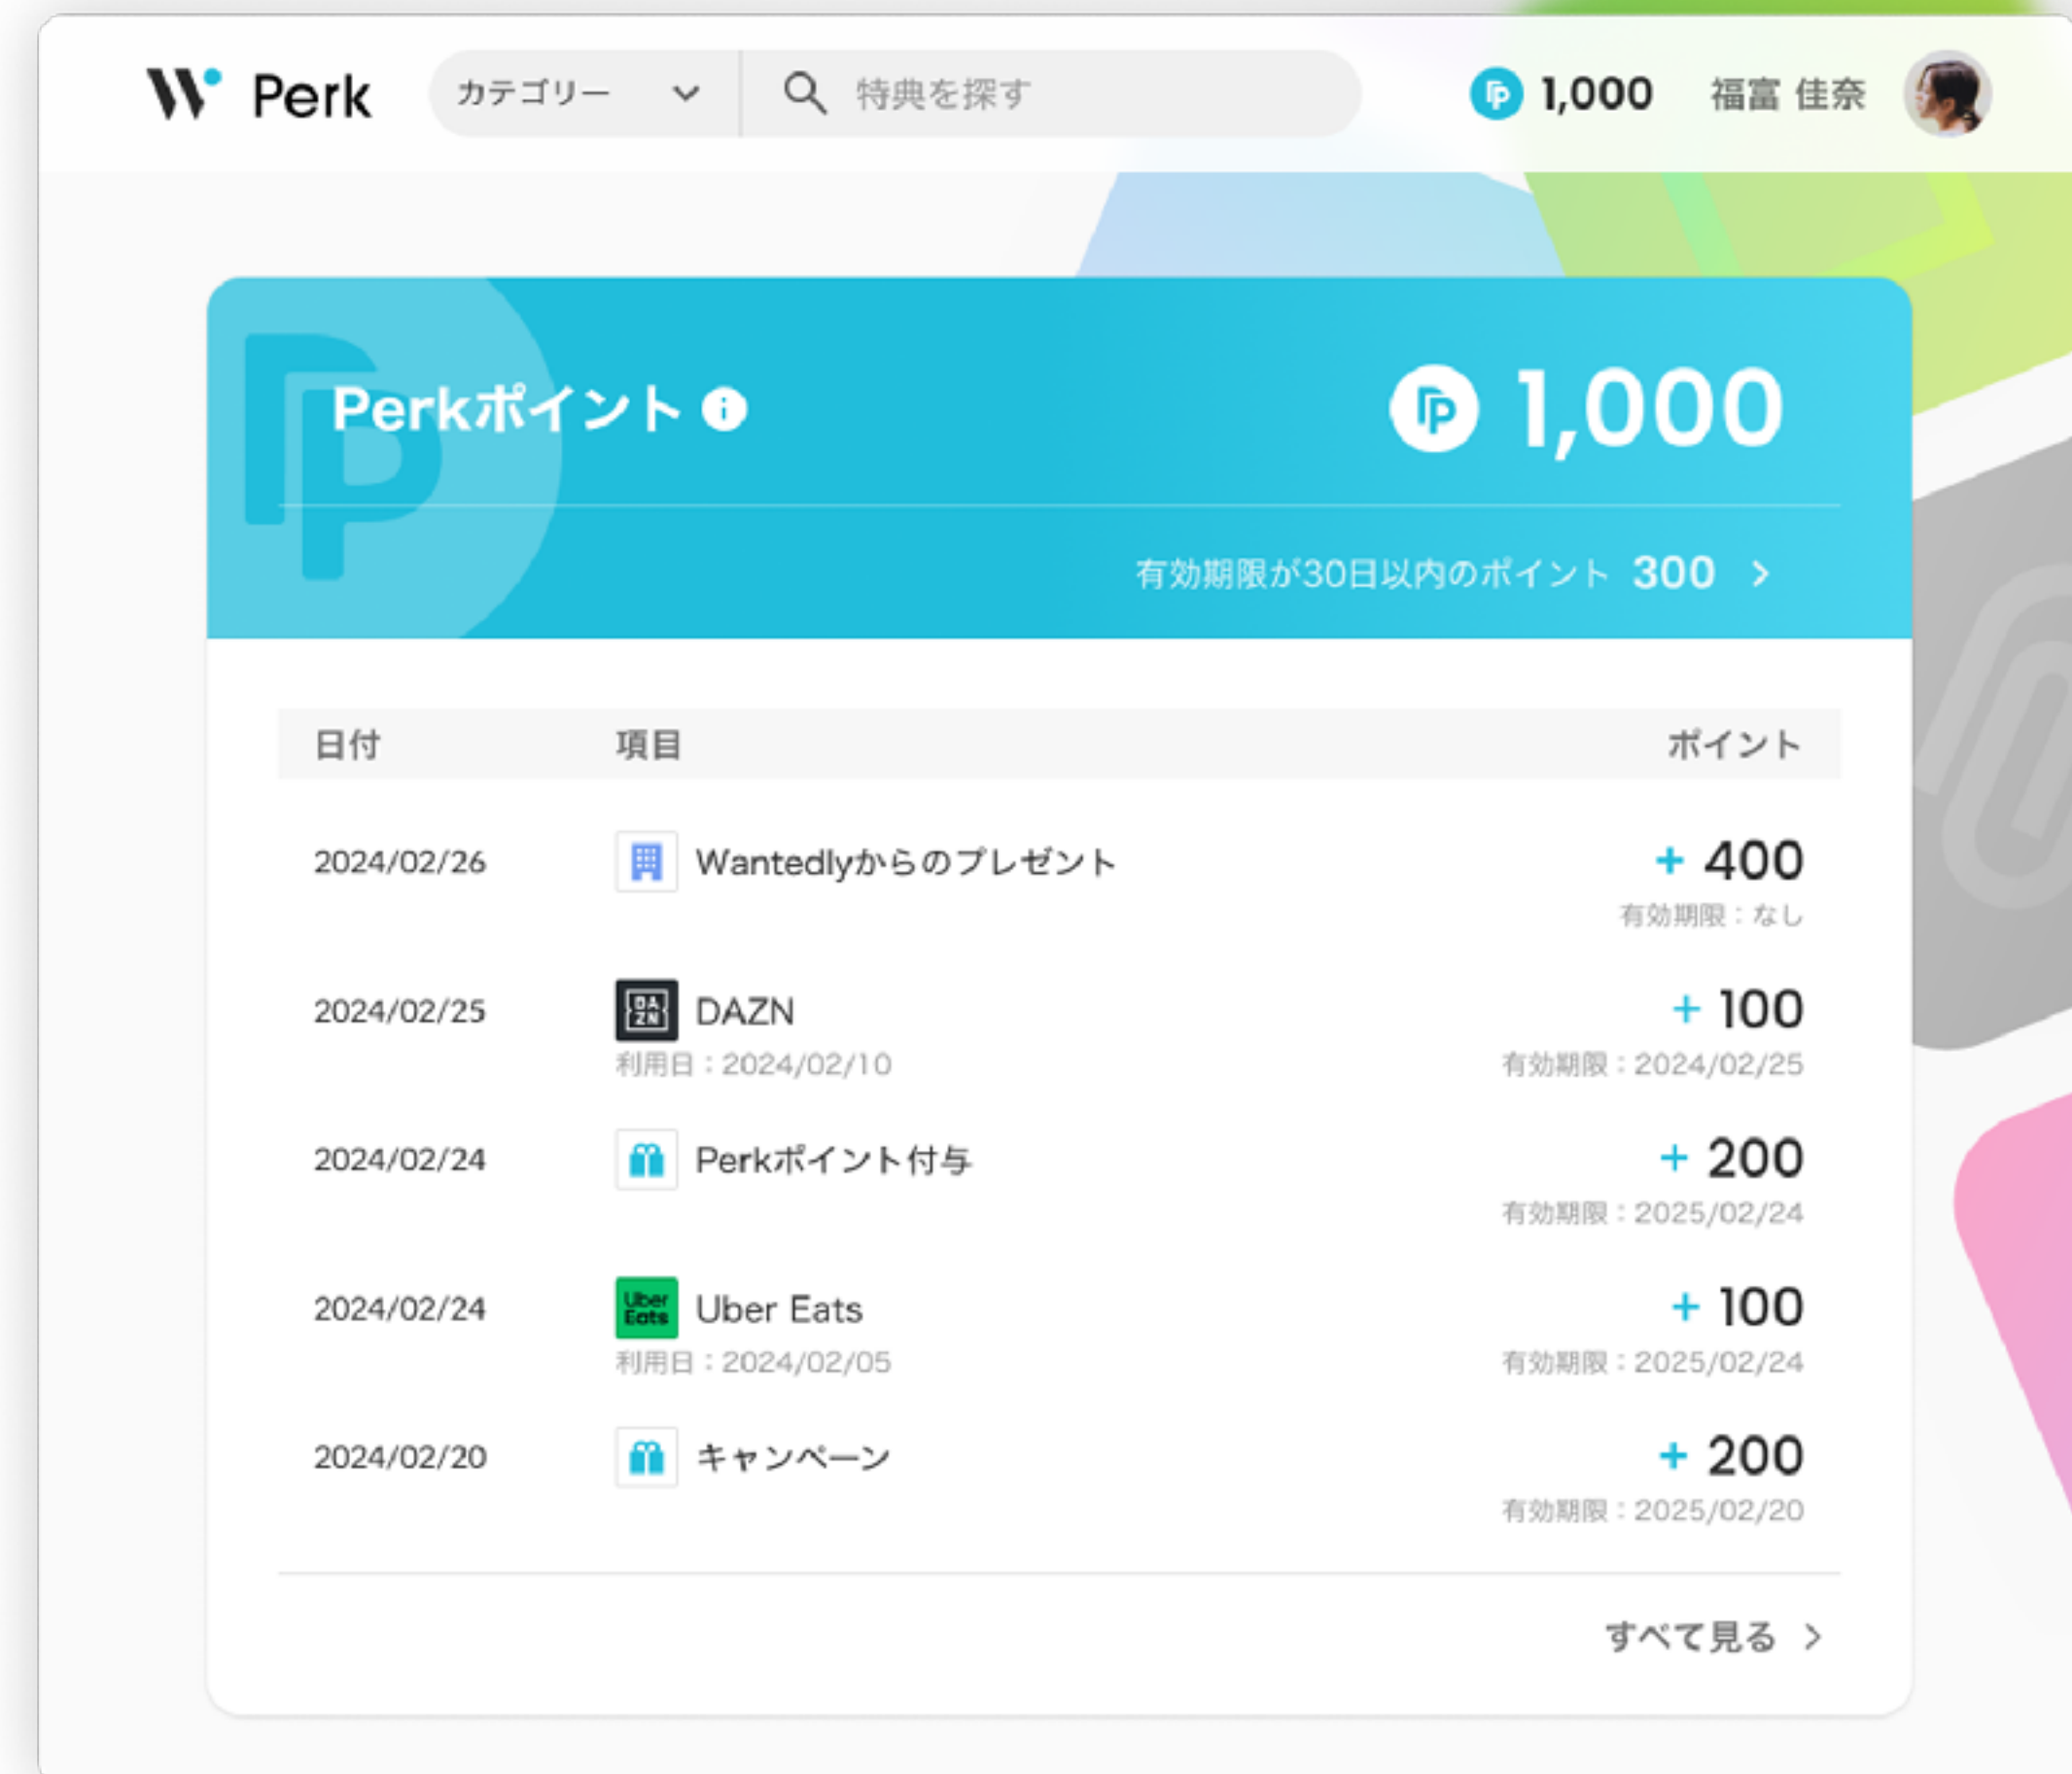 W Perk カテゴリー 特典を探す 1,000 福富 佳奈
Perkポイント 1,000
有効期限が30日以内のポイント 300
日付 項目 ポイント
2024/02/26 Wantedlyからのプレゼント + 400
有効期限：なし
2024/02/25 DAZN DAZN + 100
利用日：2024/02/10 有効期限：2024/02/25
2024/02/24 Perkポイント付与 + 200
有効期限：2025/02/24
2024/02/24 Uber Eats Uber Eats + 100
利用日：2024/02/05 有効期限：2025/02/24
2024/02/20 キャンペーン + 200
有効期限：2025/02/20
すべて見る